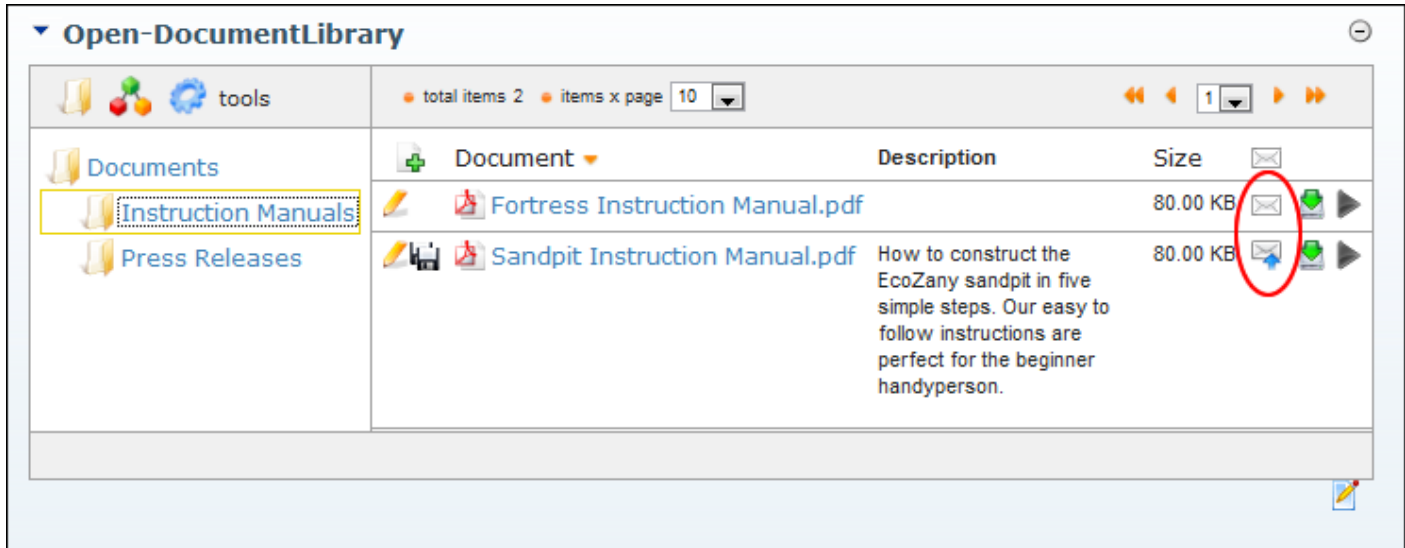 Open-DocumentLibrary
tools
total items 2 items x page 10
1
Documents
Instruction Manuals
Press Releases
Document Description Size
Fortress Instruction Manual.pdf 80.00 KB
Sandpit Instruction Manual.pdf How to construct the 80.00 KB
EcoZany sandpit in five
simple steps. Our easy to
follow instructions are
perfect for the beginner
handyperson.